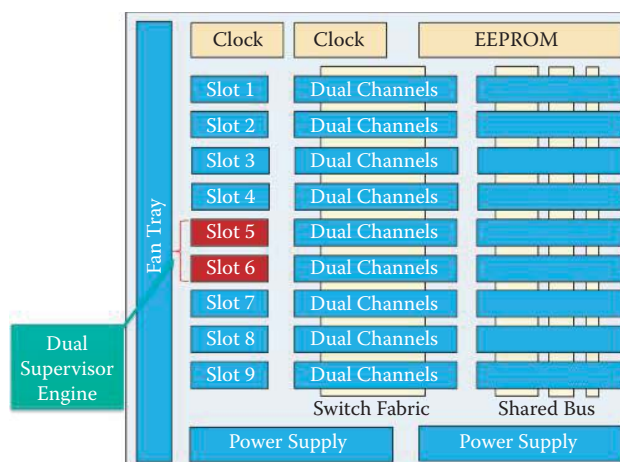 Clock Clock EEPROM
Fan Tray
Slot 1 Dual Channels
Slot 2 Dual Channels
Slot 3 Dual Channels
Slot 4 Dual Channels
Slot 5 Dual Channels
Slot 6 Dual Channels
Slot 7 Dual Channels
Slot 8 Dual Channels
Slot 9 Dual Channels
Dual
Supervisor
Engine
Switch Fabric Shared Bus
Power Supply Power Supply